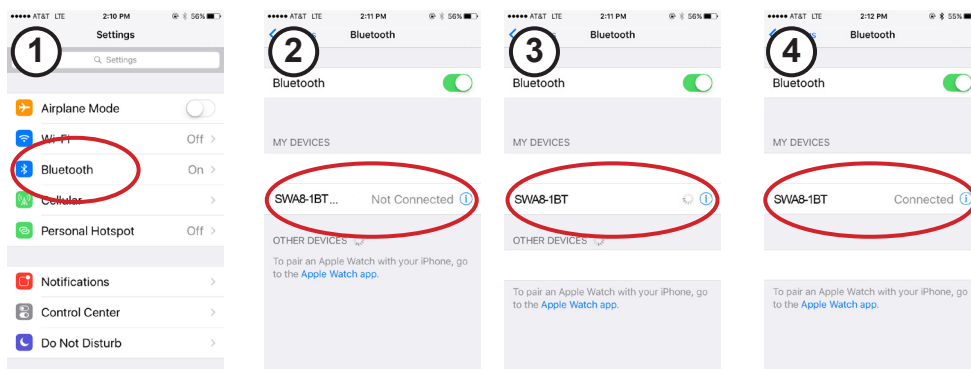 ●●●●● AT&T LTE 2:10 PM 56%
1
Settings
Settings
Airplane Mode
Wi-Fi Off
Bluetooth On
Cellular
Personal Hotspot Off
Notifications
Control Center
Do Not Disturb
●●●●● AT&T LTE 2:11 PM 56%
2
Bluetooth
Bluetooth
MY DEVICES
SWA8-1BT... Not Connected
OTHER DEVICES
To pair an Apple Watch with your iPhone, go
to the Apple Watch app.
●●●●● AT&T LTE 2:11 PM 56%
3
Bluetooth
Bluetooth
MY DEVICES
SWA8-1BT
OTHER DEVICES
To pair an Apple Watch with your iPhone, go
to the Apple Watch app.
●●●●● AT&T LTE 2:12 PM 55%
4
Bluetooth
Bluetooth
MY DEVICES
SWA8-1BT Connected
To pair an Apple Watch with your iPhone, go
to the Apple Watch app.